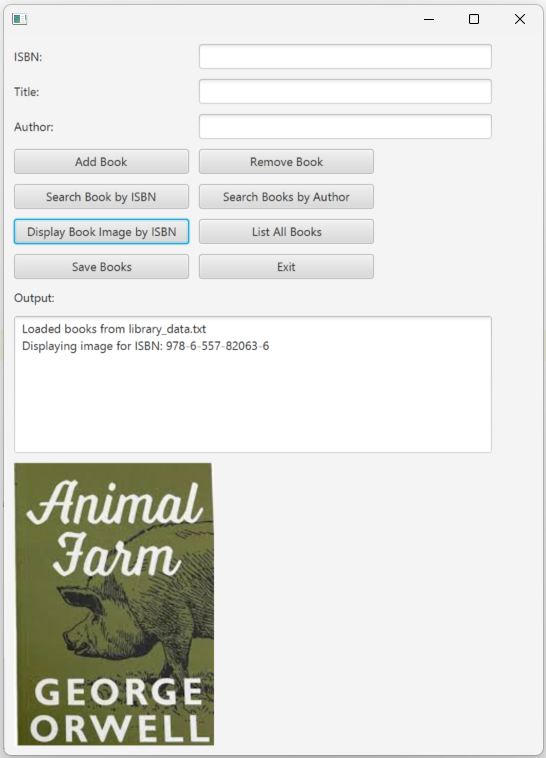 ISBN:
Title:
Author:
Add Book Remove Book
Search Book by ISBN Search Books by Author
Display Book Image by ISBN List All Books
Save Books Exit
Output:
Loaded books from library_data.txt
Displaying image for ISBN: 978-6-557-82063-6
Animal
Farm
GEORGE
ORWELL